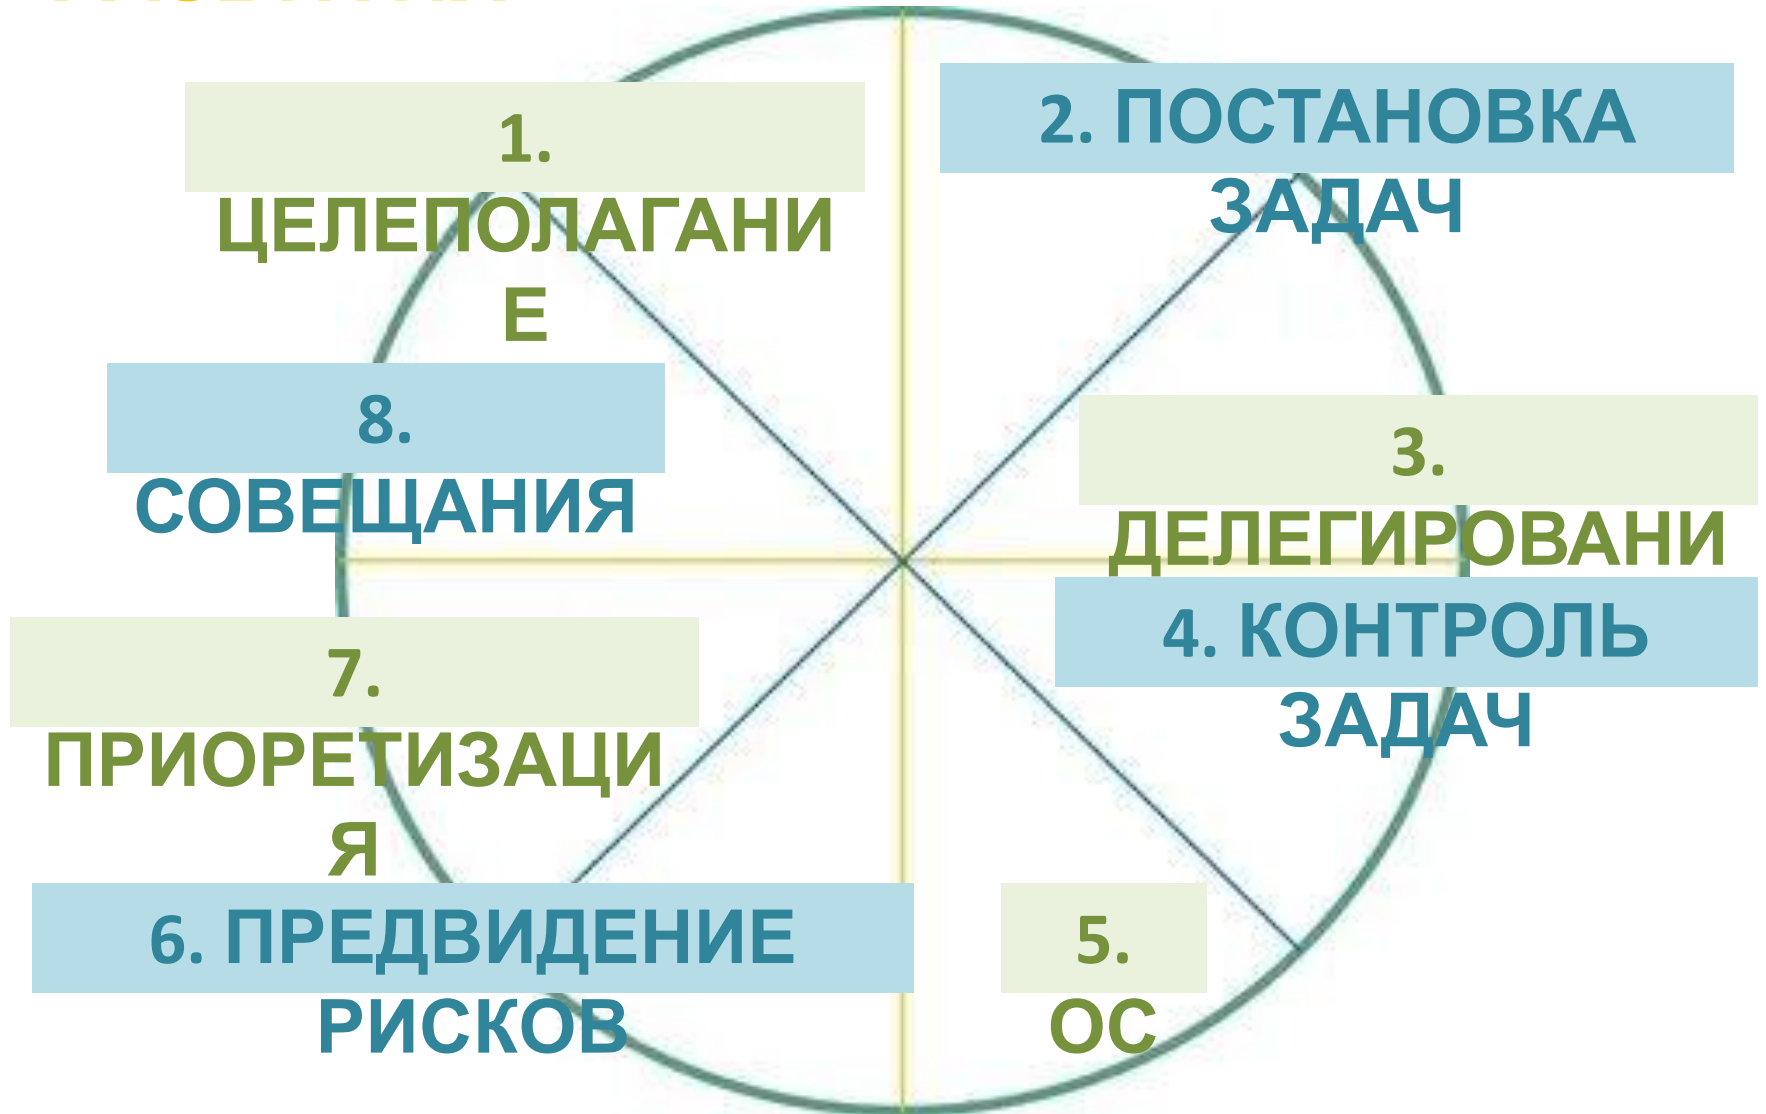 1.
ЦЕЛЕПОЛАГАНИ
Е
2. ПОСТАНОВКА
ЗАДАЧ
3.
ДЕЛЕГИРОВАНИ
4. КОНТРОЛЬ
ЗАДАЧ
5.
ОС
6. ПРЕДВИДЕНИЕ
РИСКОВ
7.
ПРИОРЕТИЗАЦИ
Я
8.
СОВЕЩАНИЯ